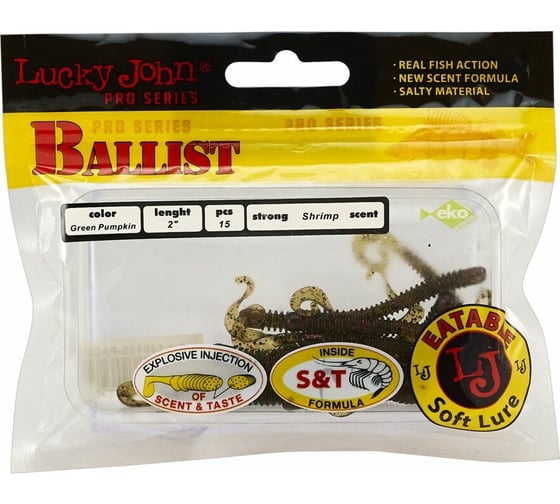 Lucky John®
PRO SERIES
· REAL FISH ACTION
· NEW SCENT FORMULA
· SALTY MATERIAL
PRO SERIES
PRO SERIES
BALLIST
color
Green Pumpkin
lenght
2"
pcs
15
strong Shrimp scent
eko
EXPLOSIVE INJECTION
OF
SCENT & TASTE
INSIDE
S&T
FORMULA
EATABLE
LJ
LJ
LJ
Soft Lure